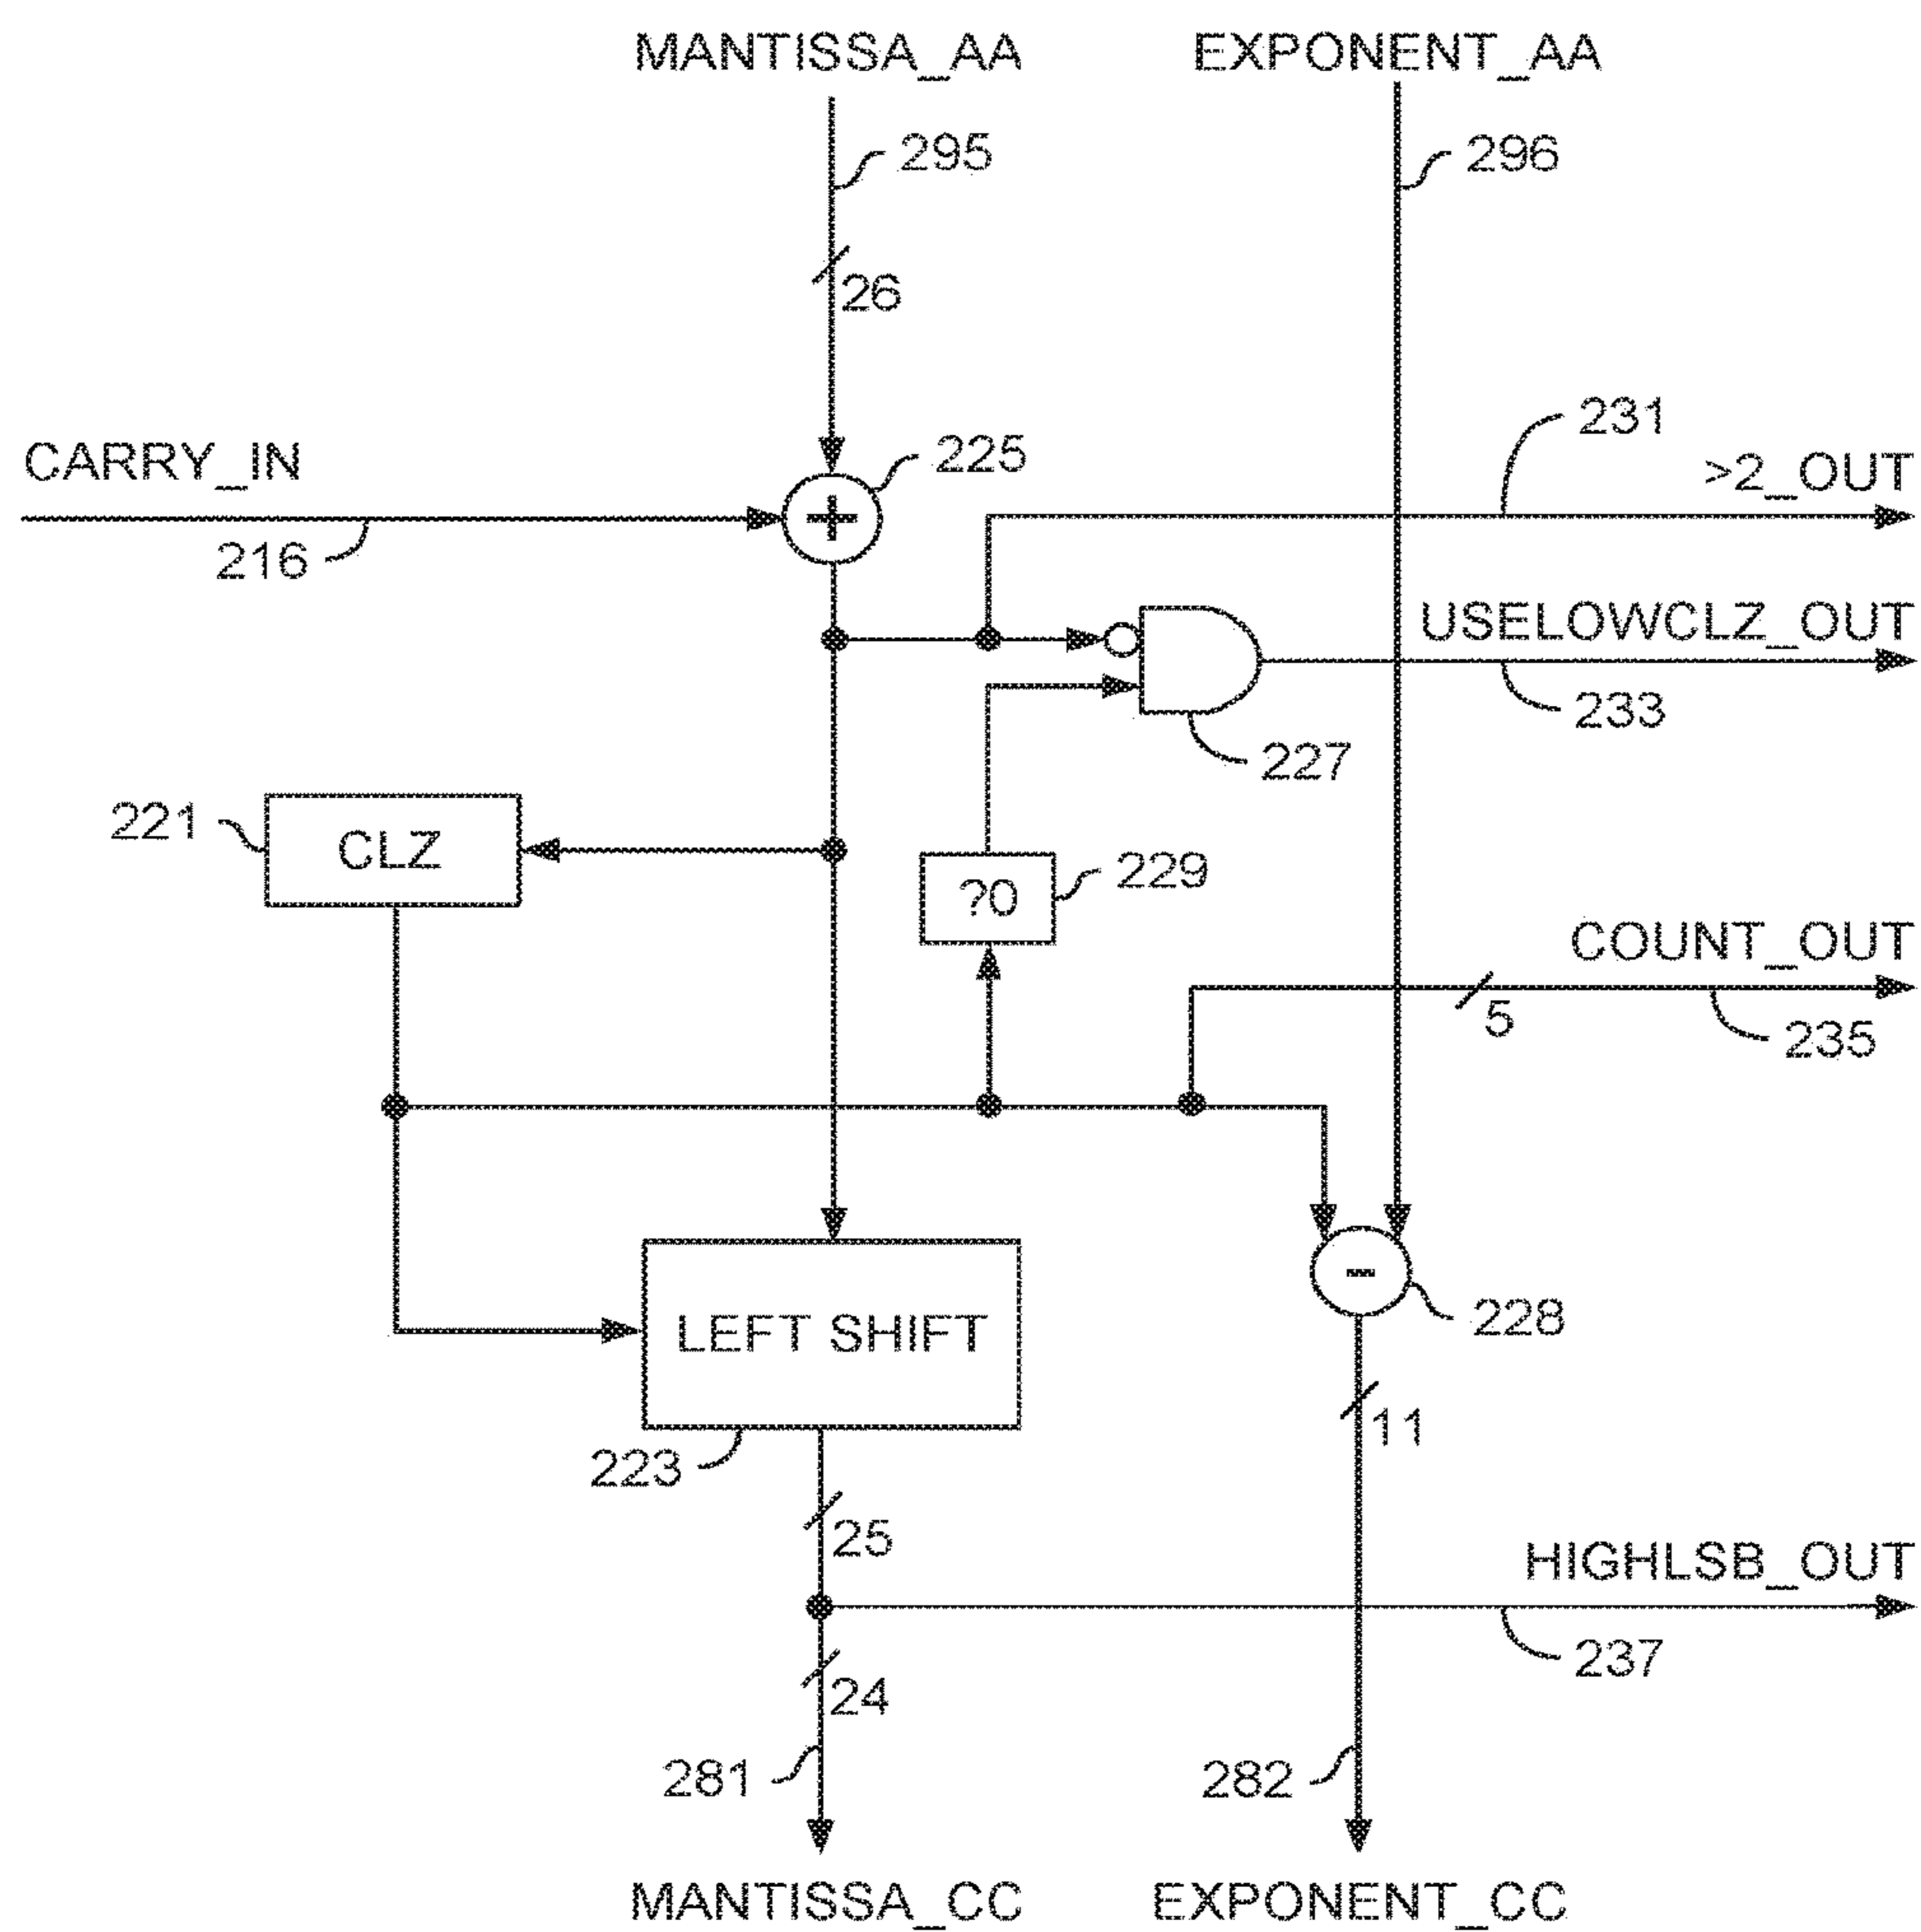 MANTISSA_AA
EXPONENT_AA
295
296
26
231
CARRY_IN
225
>2_OUT
+
216
USELOWCLZ_OUT
233
227
221
CLZ
229
?0
COUNT_OUT
5
235
LEFT SHIFT
-
228
11
223
25
HIGHLSB_OUT
237
24
281
282
MANTISSA_CC
EXPONENT_CC